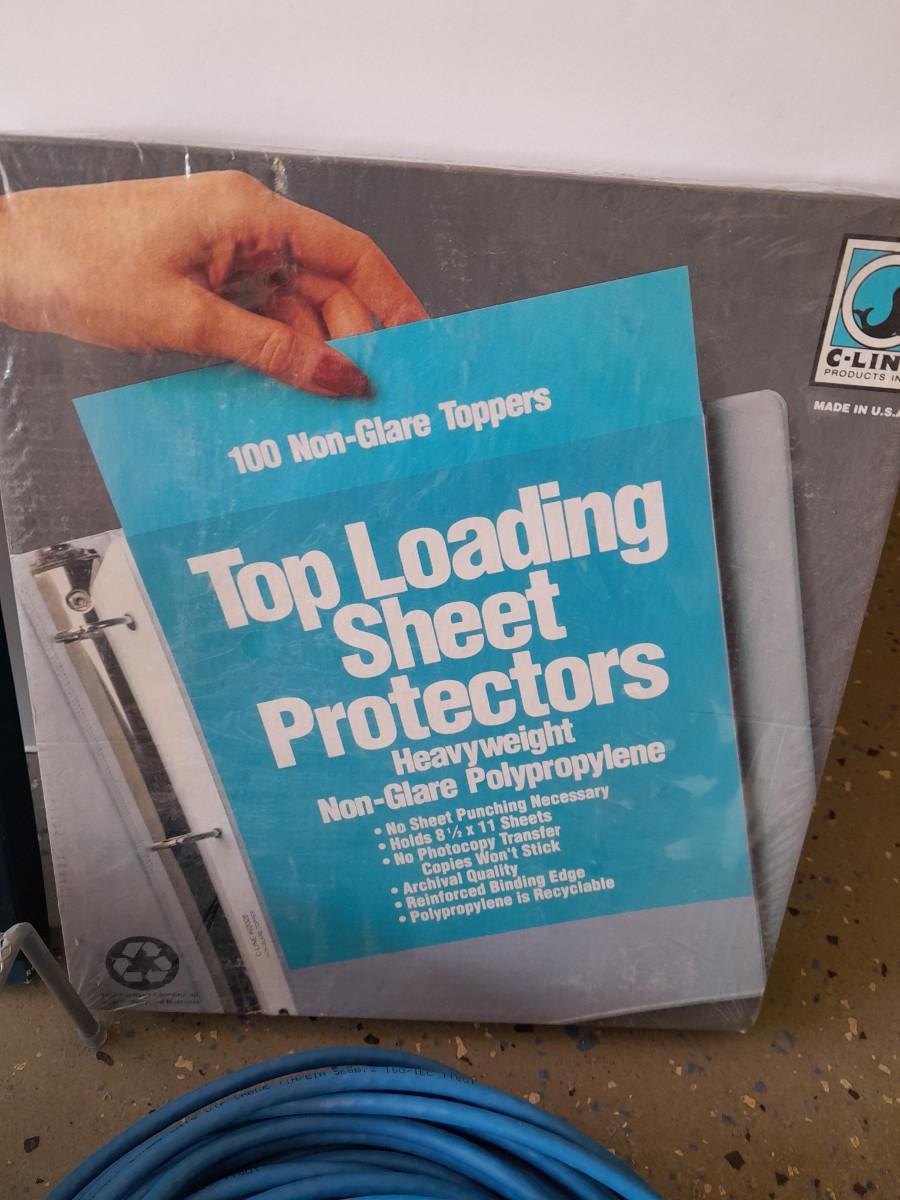 C-LIN
PRODUCTS IN
MADE IN U.S.A
100 Non-Glare Toppers
Top Loading
Sheet
Protectors
Heavyweight
Non-Glare Polypropylene
• No Sheet Punching Necessary
• Holds 8½ x 11 Sheets
• No Photocopy Transfer
Copies Won't Stick
• Archival Quality
• Reinforced Binding Edge
• Polypropylene is Recyclable